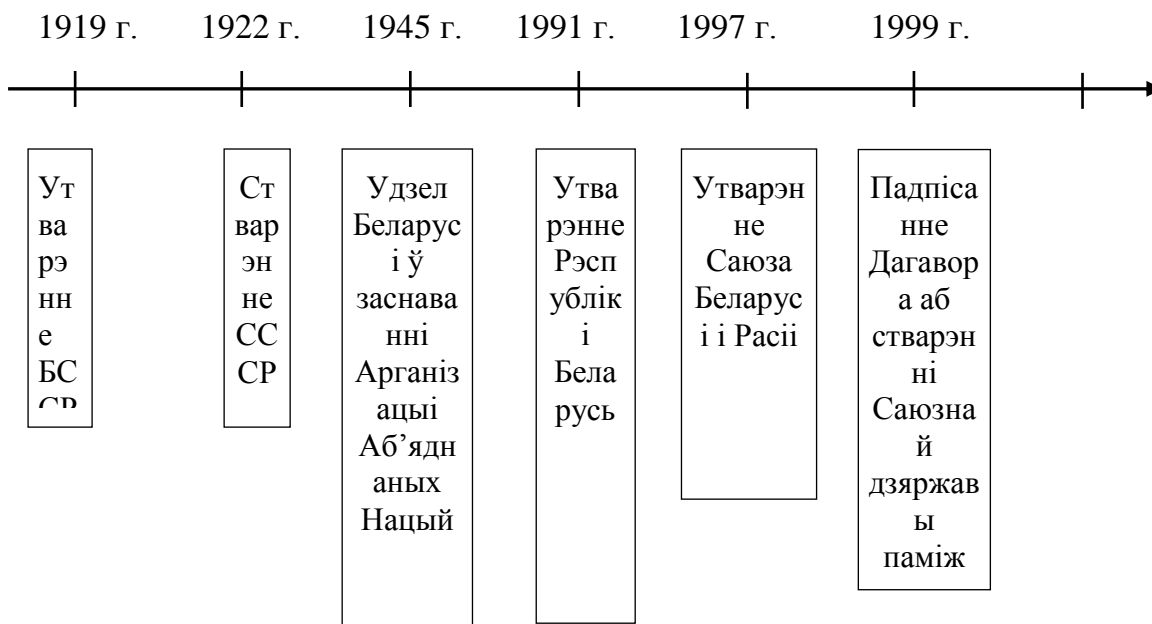 1919 г. 1922 г. 1945 г. 1991 г. 1997 г. 1999 г.
Ут
ва
рэ
нн
е
БС
СР
Ст
вар
эн
не
СС
СР
Удзел
Беларус
і ў
заснава
нні
Арганіз
ацыі
Аб’ядн
аных
Нацый
Утва
рэнне
Рэсп
ублік
і
Бела
русь
Утварэн
не
Саюза
Беларус
і і Расіі
Падпіса
нне
Дагавор
а аб
стварэн
ні
Саюзна
й
дзяржав
ы
паміж